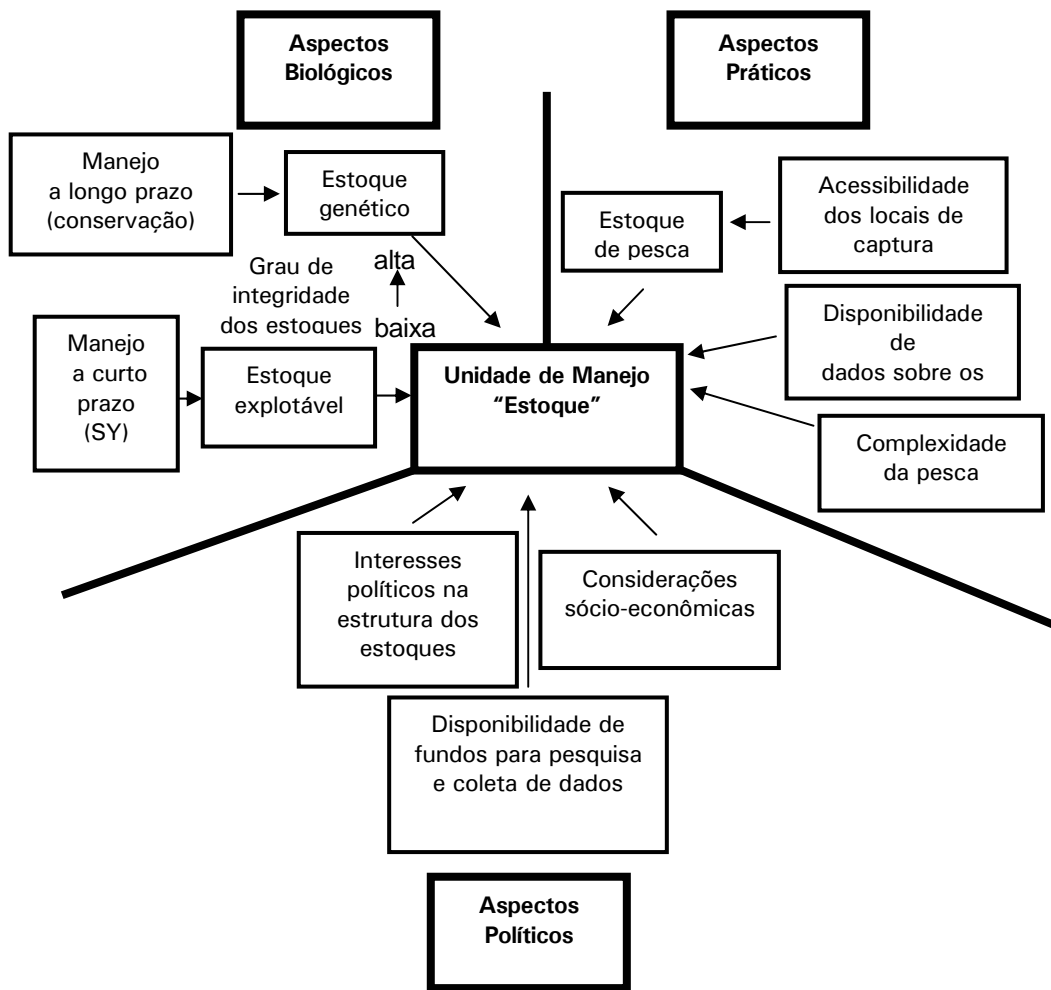 Aspectos
Biológicos
Aspectos
Práticos
Manejo
a longo prazo
(conservação)
Estoque
genético
Estoque
de pesca
Acessibilidade
dos locais de
captura
Grau de
integridade
dos estoques
alta
baixa
Manejo
a curto
prazo
(SY)
Estoque
explotável
Unidade de Manejo
“Estoque”
Disponibilidade
de
dados sobre os
Complexidade
da pesca
Interesses
políticos na
estrutura dos
estoques
Considerações
sócio-econômicas
Disponibilidade de
fundos para pesquisa
e coleta de dados
Aspectos
Políticos